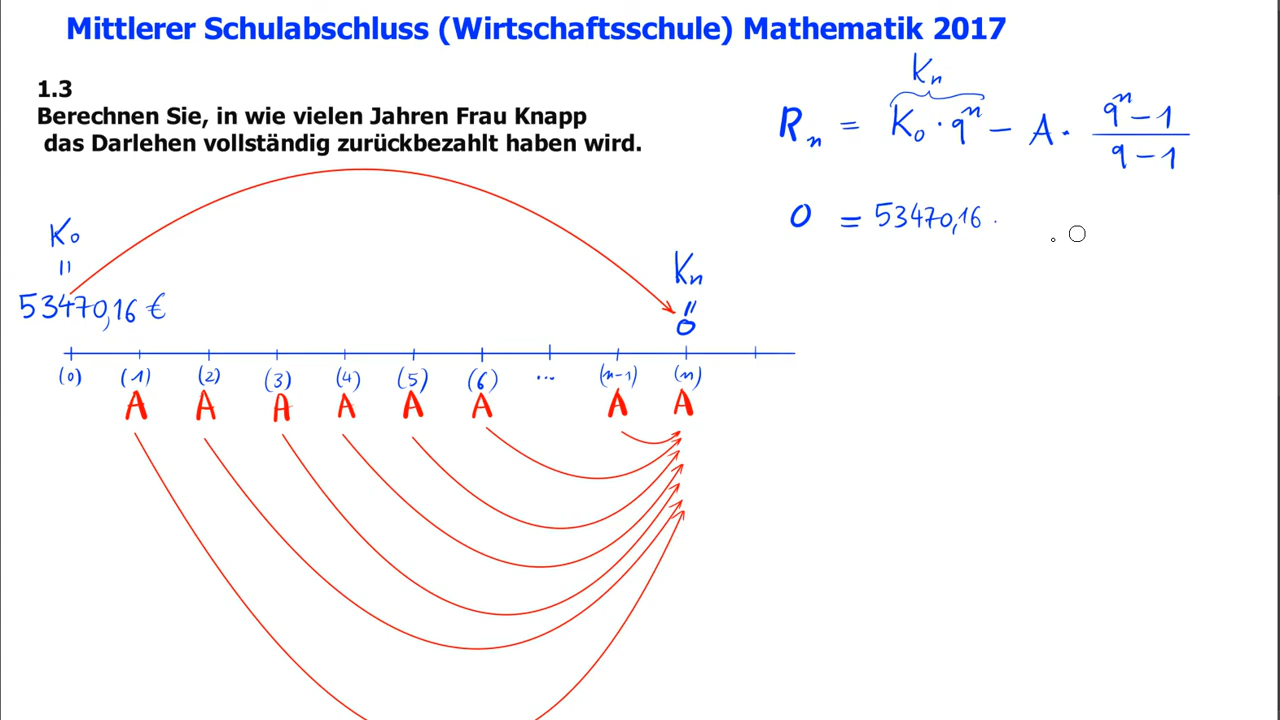 Mittlerer Schulabschluss (Wirtschaftsschule) Mathematik 2017
1.3
Berechnen Sie, in wie vielen Jahren Frau Knapp
das Darlehen vollständig zurückbezahlt haben wird.
Kₙ
Rₙ = K₀ · qⁿ − A · (qⁿ − 1)/(q − 1)
0 = 53470,16 ·
K₀
=
53470,16 €
Kₙ
=
0
(0) (1) (2) (3) (4) (5) (6) ... (n-1) (n)
A A A A A A A A